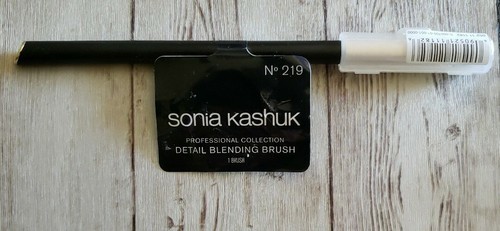 Nº 219
sonia kashuk
PROFESSIONAL COLLECTION
DETAIL BLENDING BRUSH
1 BRUSH